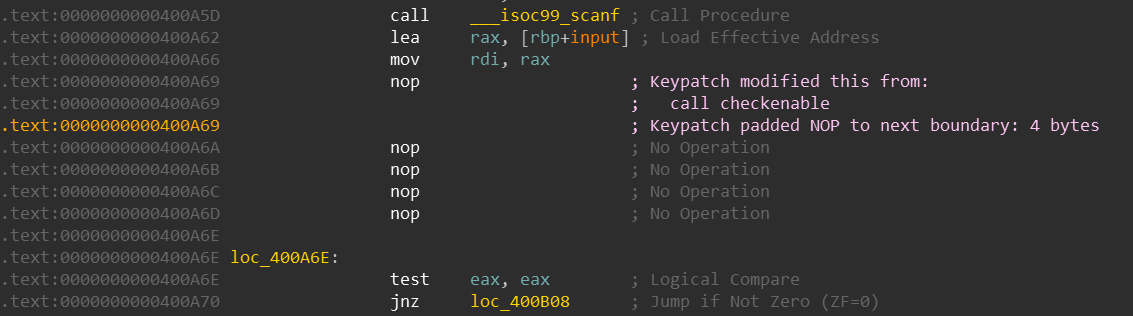 .text:0000000000400A5D call ___isoc99_scanf ; Call Procedure
.text:0000000000400A62 lea rax, [rbp+input] ; Load Effective Address
.text:0000000000400A66 mov rdi, rax
.text:0000000000400A69 nop ; Keypatch modified this from:
.text:0000000000400A69 ; call checkenable
.text:0000000000400A69 ; Keypatch padded NOP to next boundary: 4 bytes
.text:0000000000400A6A nop ; No Operation
.text:0000000000400A6B nop ; No Operation
.text:0000000000400A6C nop ; No Operation
.text:0000000000400A6D nop ; No Operation
.text:0000000000400A6E
.text:0000000000400A6E loc_400A6E:
.text:0000000000400A6E test eax, eax ; Logical Compare
.text:0000000000400A70 jnz loc_400B08 ; Jump if Not Zero (ZF=0)